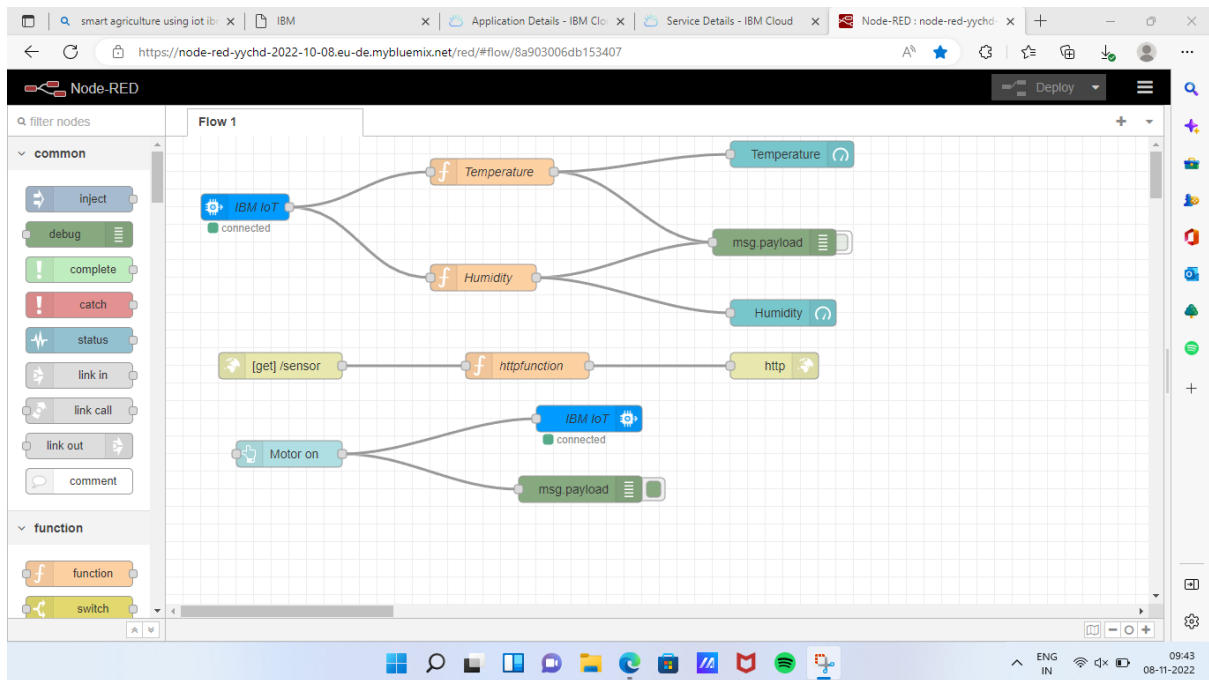 smart agriculture using iot ib
IBM
Application Details - IBM Clo
Service Details - IBM Cloud
Node-RED : node-red-yychd-
https://node-red-yychd-2022-10-08.eu-de.mybluemix.net/red/#flow/8a903006db153407
Node-RED
Deploy
filter nodes
Flow 1
common
inject
debug
complete
catch
status
link in
link call
link out
comment
function
function
switch
Temperature
Temperature
IBM IoT
connected
msg.payload
Humidity
Humidity
[get] /sensor
httpfunction
http
IBM IoT
connected
Motor on
msg.payload
ENG
IN
09:43
08-11-2022